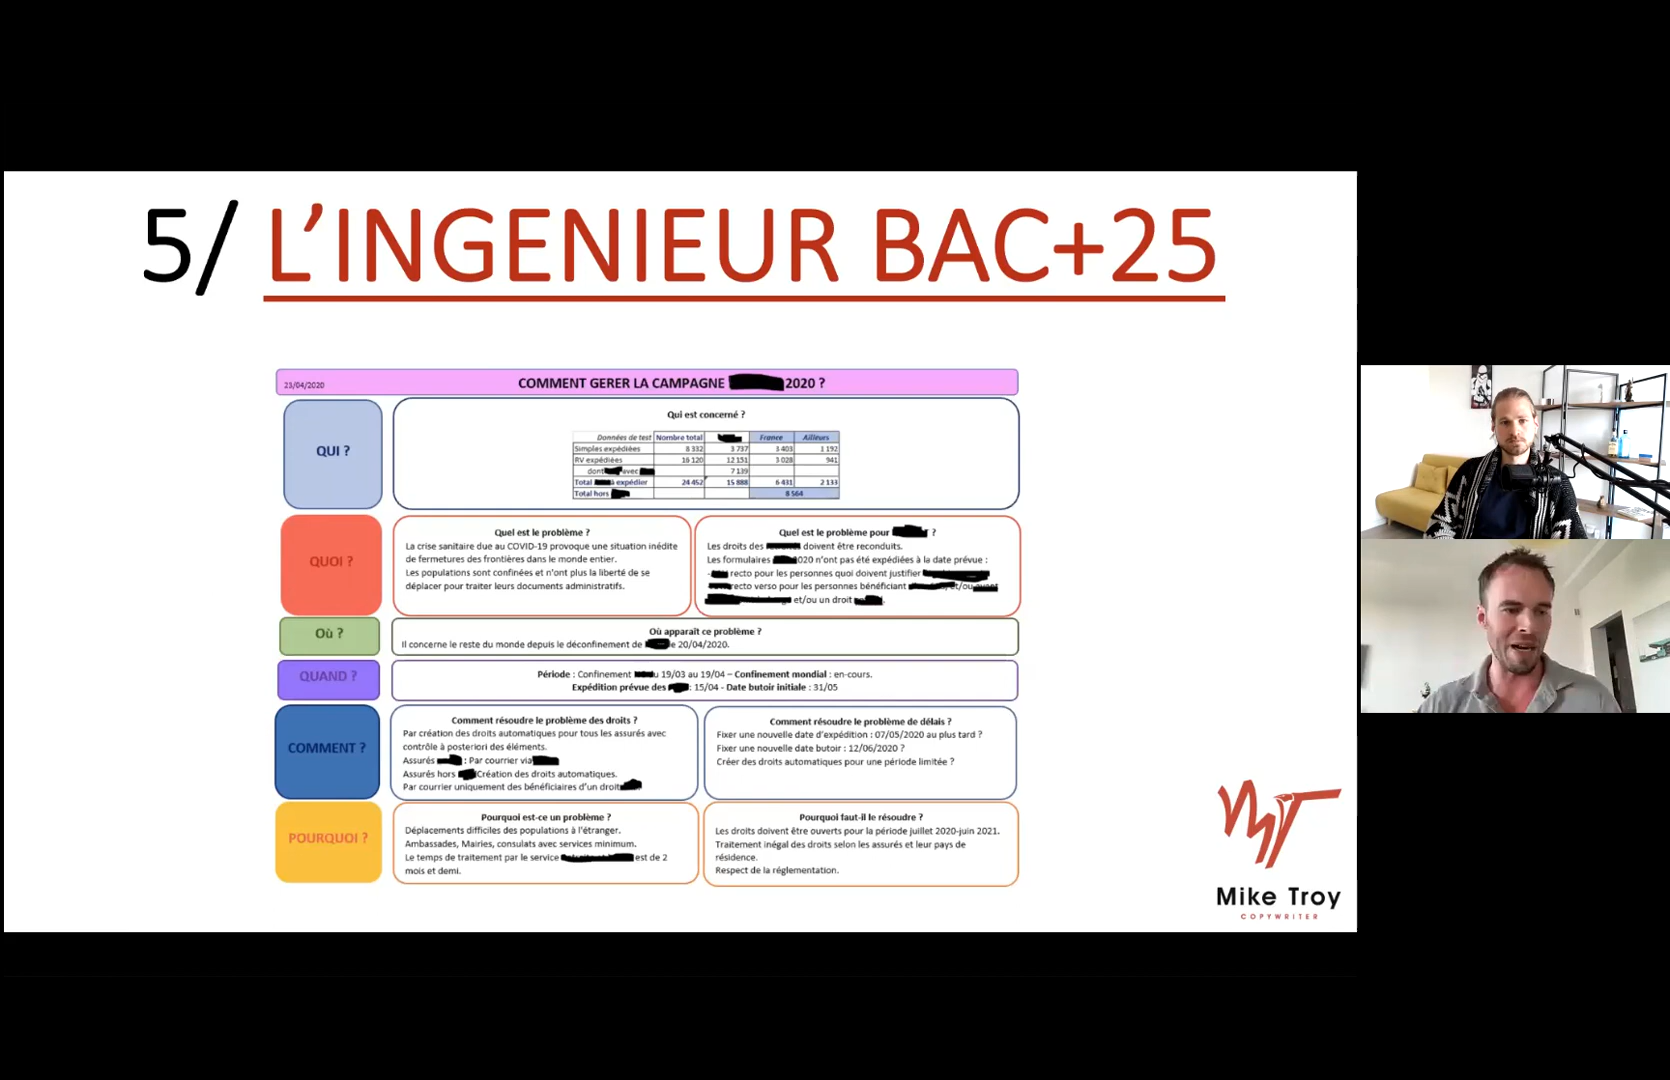 5/ L'INGENIEUR BAC+25
23/04/2020
COMMENT GERER LA CAMPAGNE 2020 ?
QUI ?
Qui est concerné ?
Données de test Nombre total France Ailleurs
Simples expédiées 8 332 3 737 3 403 1 192
RV expédiées 16 120 12 151 3 028 941
dont avec 7 139
Total à expédier 24 452 15 888 6 431 2 133
Total hors 8 564
QUOI ?
Quel est le problème ?
La crise sanitaire due au COVID-19 provoque une situation inédite
de fermetures des frontières dans le monde entier.
Les populations sont confinées et n'ont plus la liberté de se
déplacer pour traiter leurs documents administratifs.
Quel est le problème pour ?
Les droits des doivent être reconduits.
Les formulaires 2020 n'ont pas été expédiées à la date prévue :
- recto pour les personnes quoi doivent justifier
recto verso pour les personnes bénéficiant et/ou
et/ou un droit .
Où ?
Où apparaît ce problème ?
Il concerne le reste du monde depuis le déconfinement de le 20/04/2020.
QUAND ?
Période : Confinement du 19/03 au 19/04 – Confinement mondial : en-cours.
Expédition prévue des : 15/04 - Date butoir initiale : 31/05
COMMENT ?
Comment résoudre le problème des droits ?
Par création des droits automatiques pour tous les assurés avec
contrôle à posteriori des éléments.
Assurés : Par courrier via
Assurés hors Création des droits automatiques.
Par courrier uniquement des bénéficiaires d'un droit
Comment résoudre le problème de délais ?
Fixer une nouvelle date d'expédition : 07/05/2020 au plus tard ?
Fixer une nouvelle date butoir : 12/06/2020 ?
Créer des droits automatiques pour une période limitée ?
POURQUOI ?
Pourquoi est-ce un problème ?
Déplacements difficiles des populations à l'étranger.
Ambassades, Mairies, consulats avec services minimum.
Le temps de traitement par le service est de 2
mois et demi.
Pourquoi faut-il le résoudre ?
Les droits doivent être ouverts pour la période juillet 2020-juin 2021.
Traitement inégal des droits selon les assurés et leur pays de
résidence.
Respect de la réglementation.
MT
Mike Troy
COPYWRITER